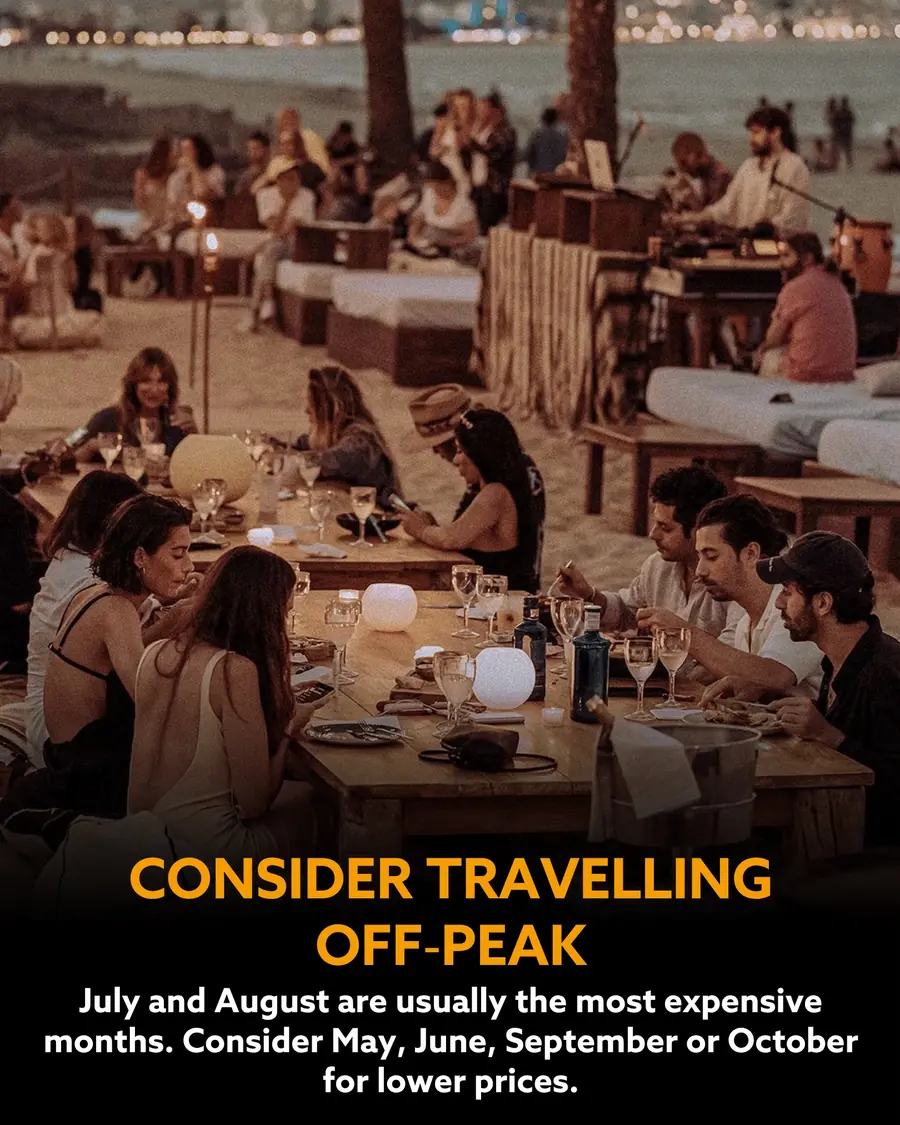 CONSIDER TRAVELLING
OFF-PEAK
July and August are usually the most expensive
months. Consider May, June, September or October
for lower prices.